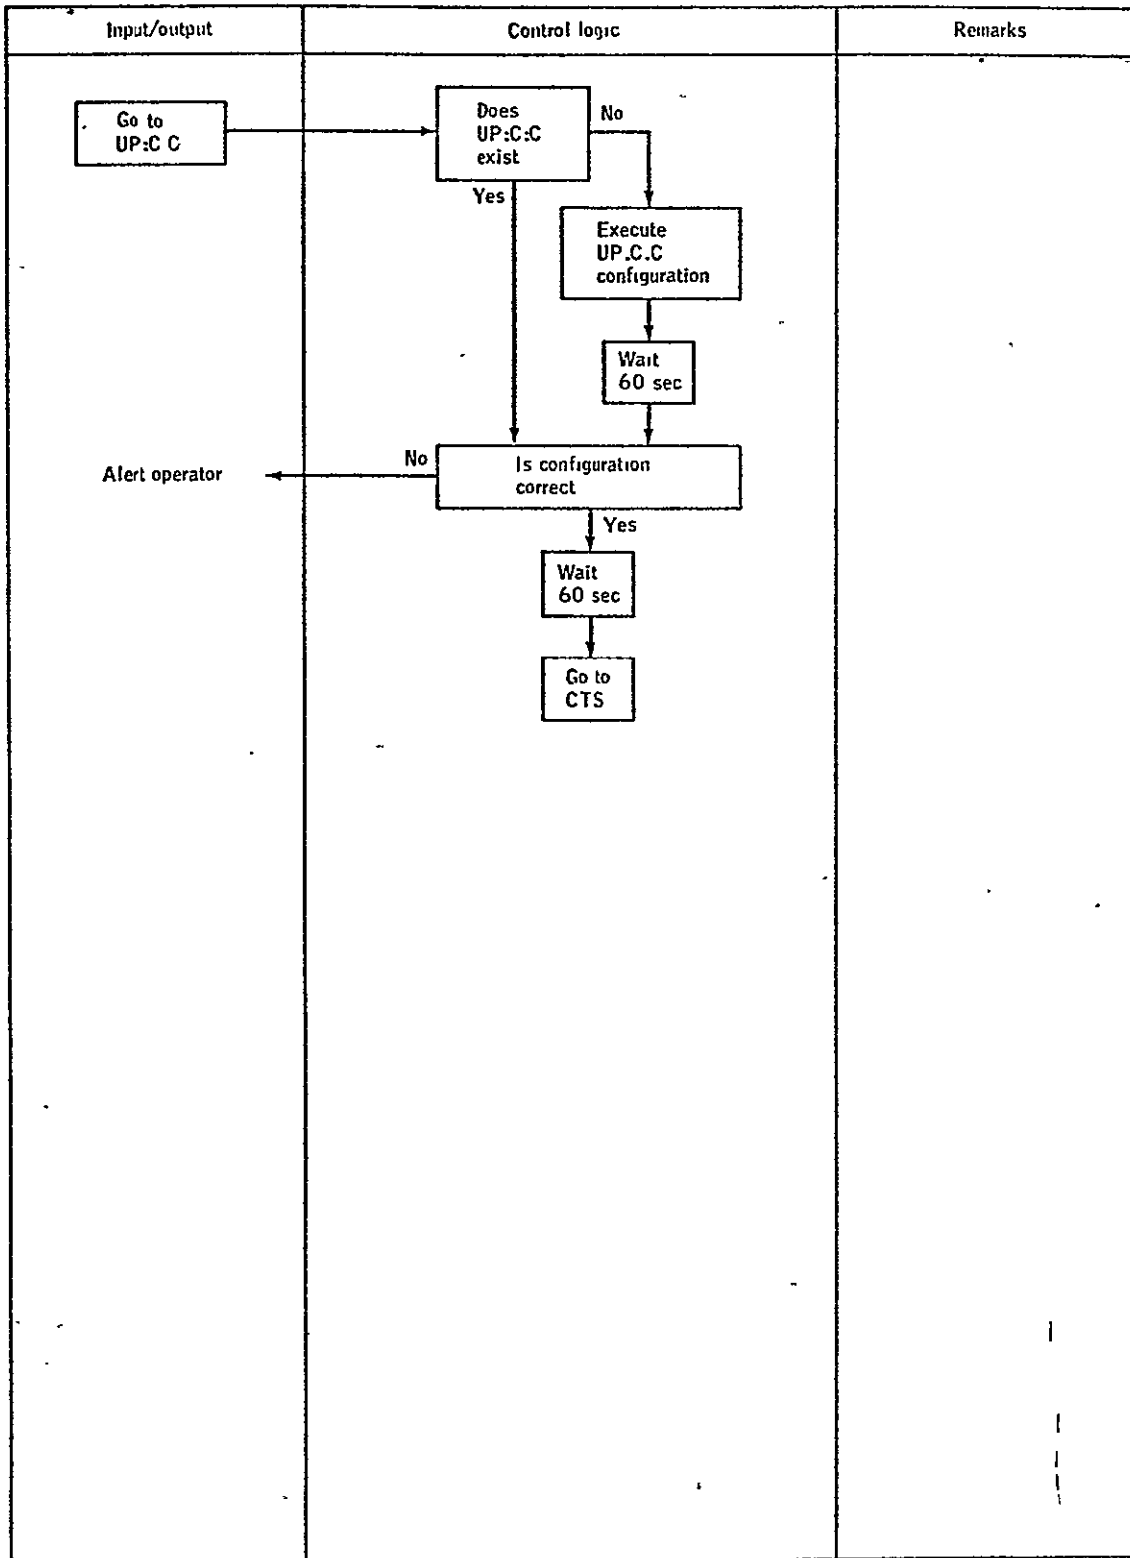 Input/output
Control logic
Remarks
Go to
UP:C C
Does
UP:C:C
exist
No
Yes
Execute
UP.C.C
configuration
Wait
60 sec
Alert operator
No
Is configuration
correct
Yes
Wait
60 sec
Go to
CTS